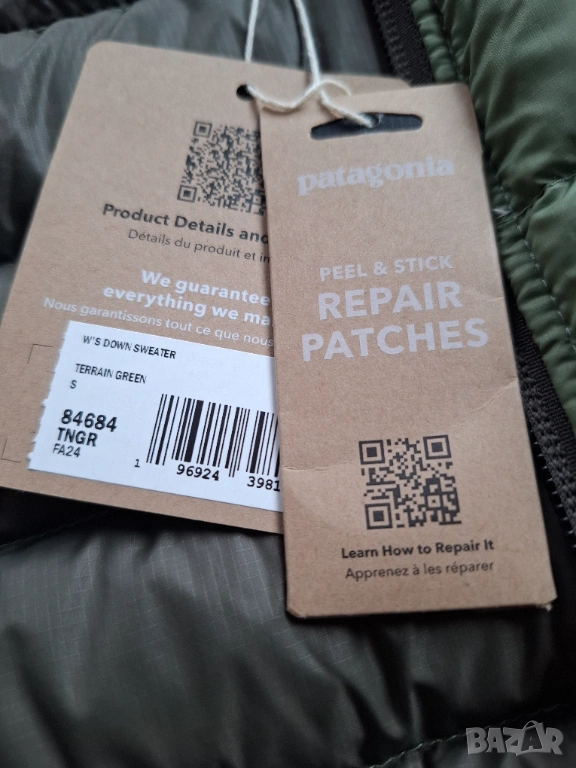 Product Details and
Détails du produit et in
We guarantee
everything we ma
Nous garantissons tout ce que nous
W'S DOWN SWEATER
TERRAIN GREEN
S
84684
TNGR
FA24
1 96924 3981
patagonia
PEEL & STICK
REPAIR
PATCHES
Learn How to Repair It
Apprenez à les réparer
BAZAR